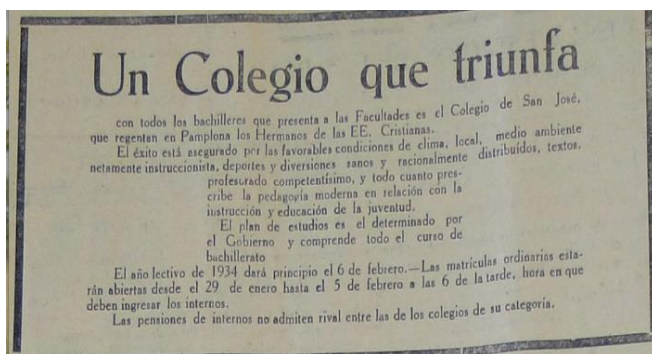 Un Colegio que triunfa
con todos los bachilleres que presenta a las Facultades es el Colegio de San José,
que regentan en Pamplona los Hermanos de las EE. Cristianas.
El éxito está asegurado por las favorables condiciones de clima, local, medio ambiente
netamente instruccionista, deportes y diversiones sanos y racionalmente distribuídos, textos,
profesurado competentísimo, y todo cuanto pres-
cribe la pedagogía moderna en relación con la
instrucción y educación de la juventud.
El plan de estudios es el determinado por
el Gobierno y comprende todo el curso de
bachillerato
El año lectivo de 1934 dará principio el 6 de febrero.—Las matrículas ordinarias esta-
rán abiertas desde el 29 de enero hasta el 5 de febrero a las 6 de la tarde, hora en que
deben ingresar los internos.
Las pensiones de internos no admiten rival entre las de los colegios de su categoría.